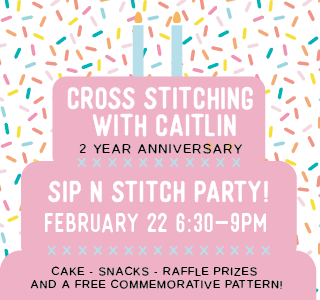 CROSS STITCHING
WITH CAITLIN
2 YEAR ANNIVERSARY
X X X X X X X X X X X X
SIP N STITCH PARTY!
FEBRUARY 22 6:30-9PM
X X X X X X X X X X X X X X
CAKE - SNACKS - RAFFLE PRIZES
AND A FREE COMMEMORATIVE PATTERN!